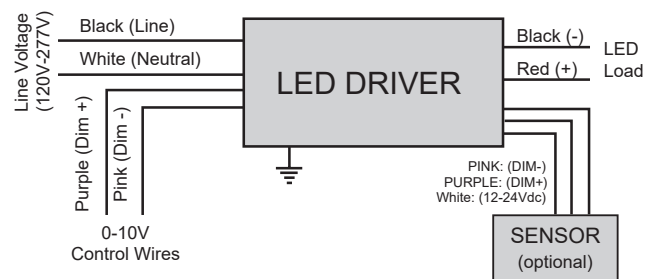 Line Voltage
(120V-277V)
Black (Line)
White (Neutral)
Purple (Dim +)
Pink (Dim -)
0-10V
Control Wires
LED DRIVER
Black (-)
Red (+)
LED
Load
PINK: (DIM-)
PURPLE: (DIM+)
White: (12-24Vdc)
SENSOR
(optional)